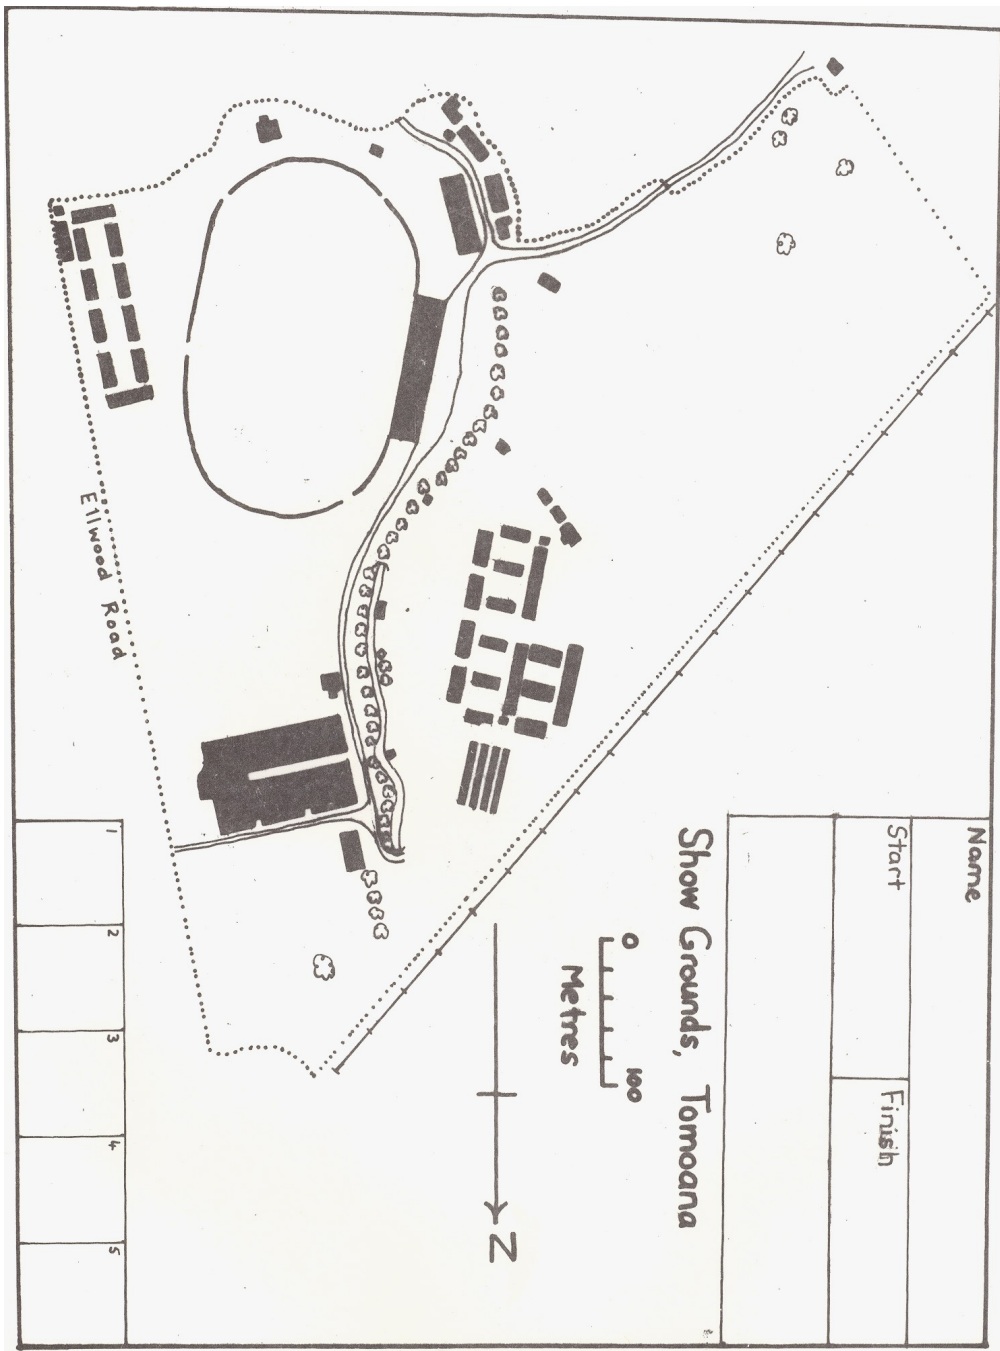 Name
Start
Finish
Show Grounds, Tomoana
0 100
Metres
N
Ellwood Road
1
2
3
4
5